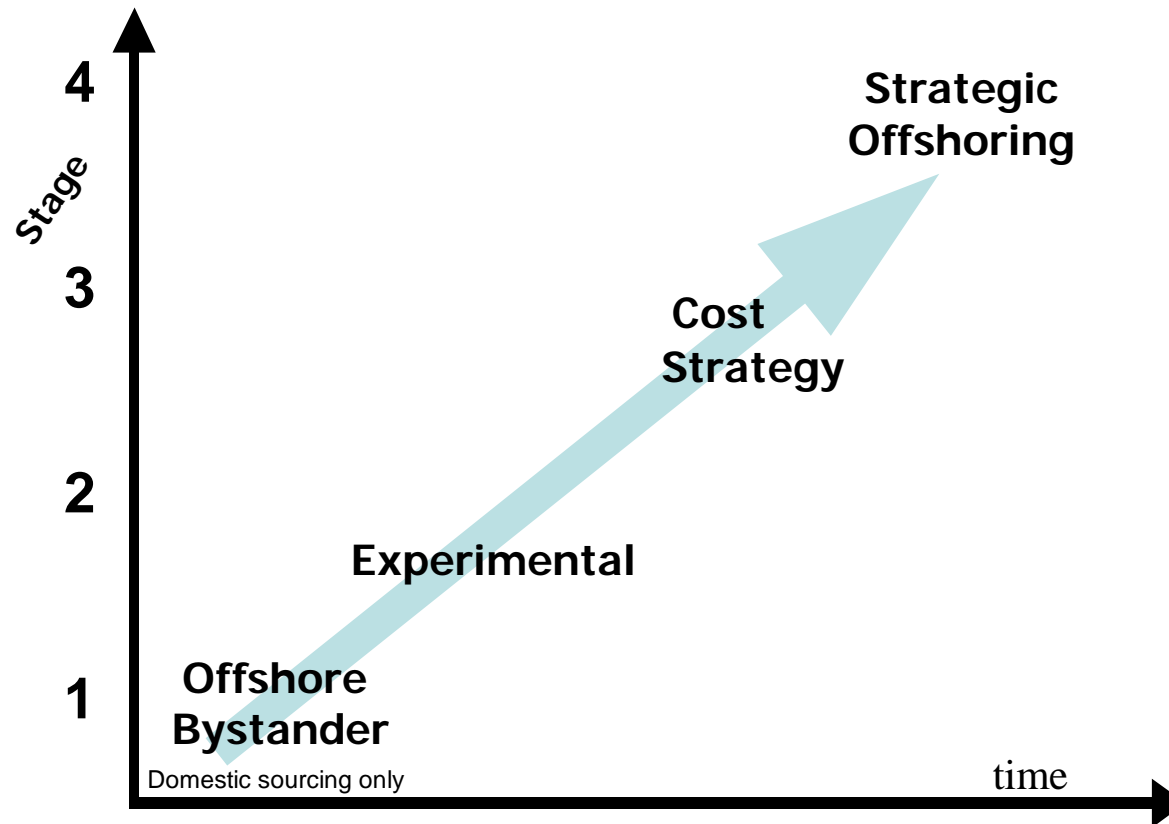 4
Strategic
Offshoring
Stage
3
Cost
Strategy
2
Experimental
1
Offshore
Bystander
Domestic sourcing only
time